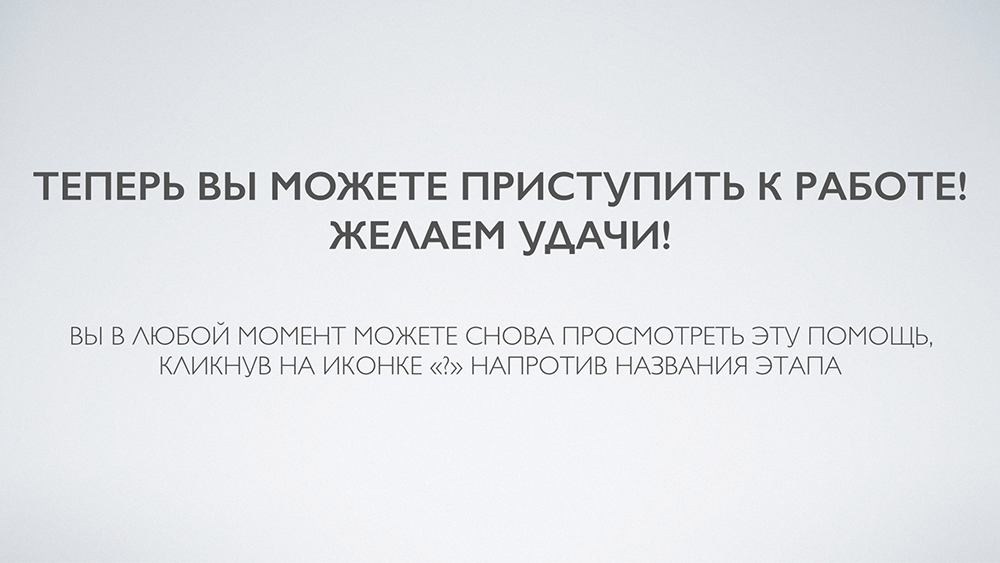 ТЕПЕРЬ ВЫ МОЖЕТЕ ПРИСТУПИТЬ К РАБОТЕ!
ЖЕЛАЕМ УДАЧИ!
ВЫ В ЛЮБОЙ МОМЕНТ МОЖЕТЕ СНОВА ПРОСМОТРЕТЬ ЭТУ ПОМОЩЬ,
КЛИКНУВ НА ИКОНКЕ «?» НАПРОТИВ НАЗВАНИЯ ЭТАПА